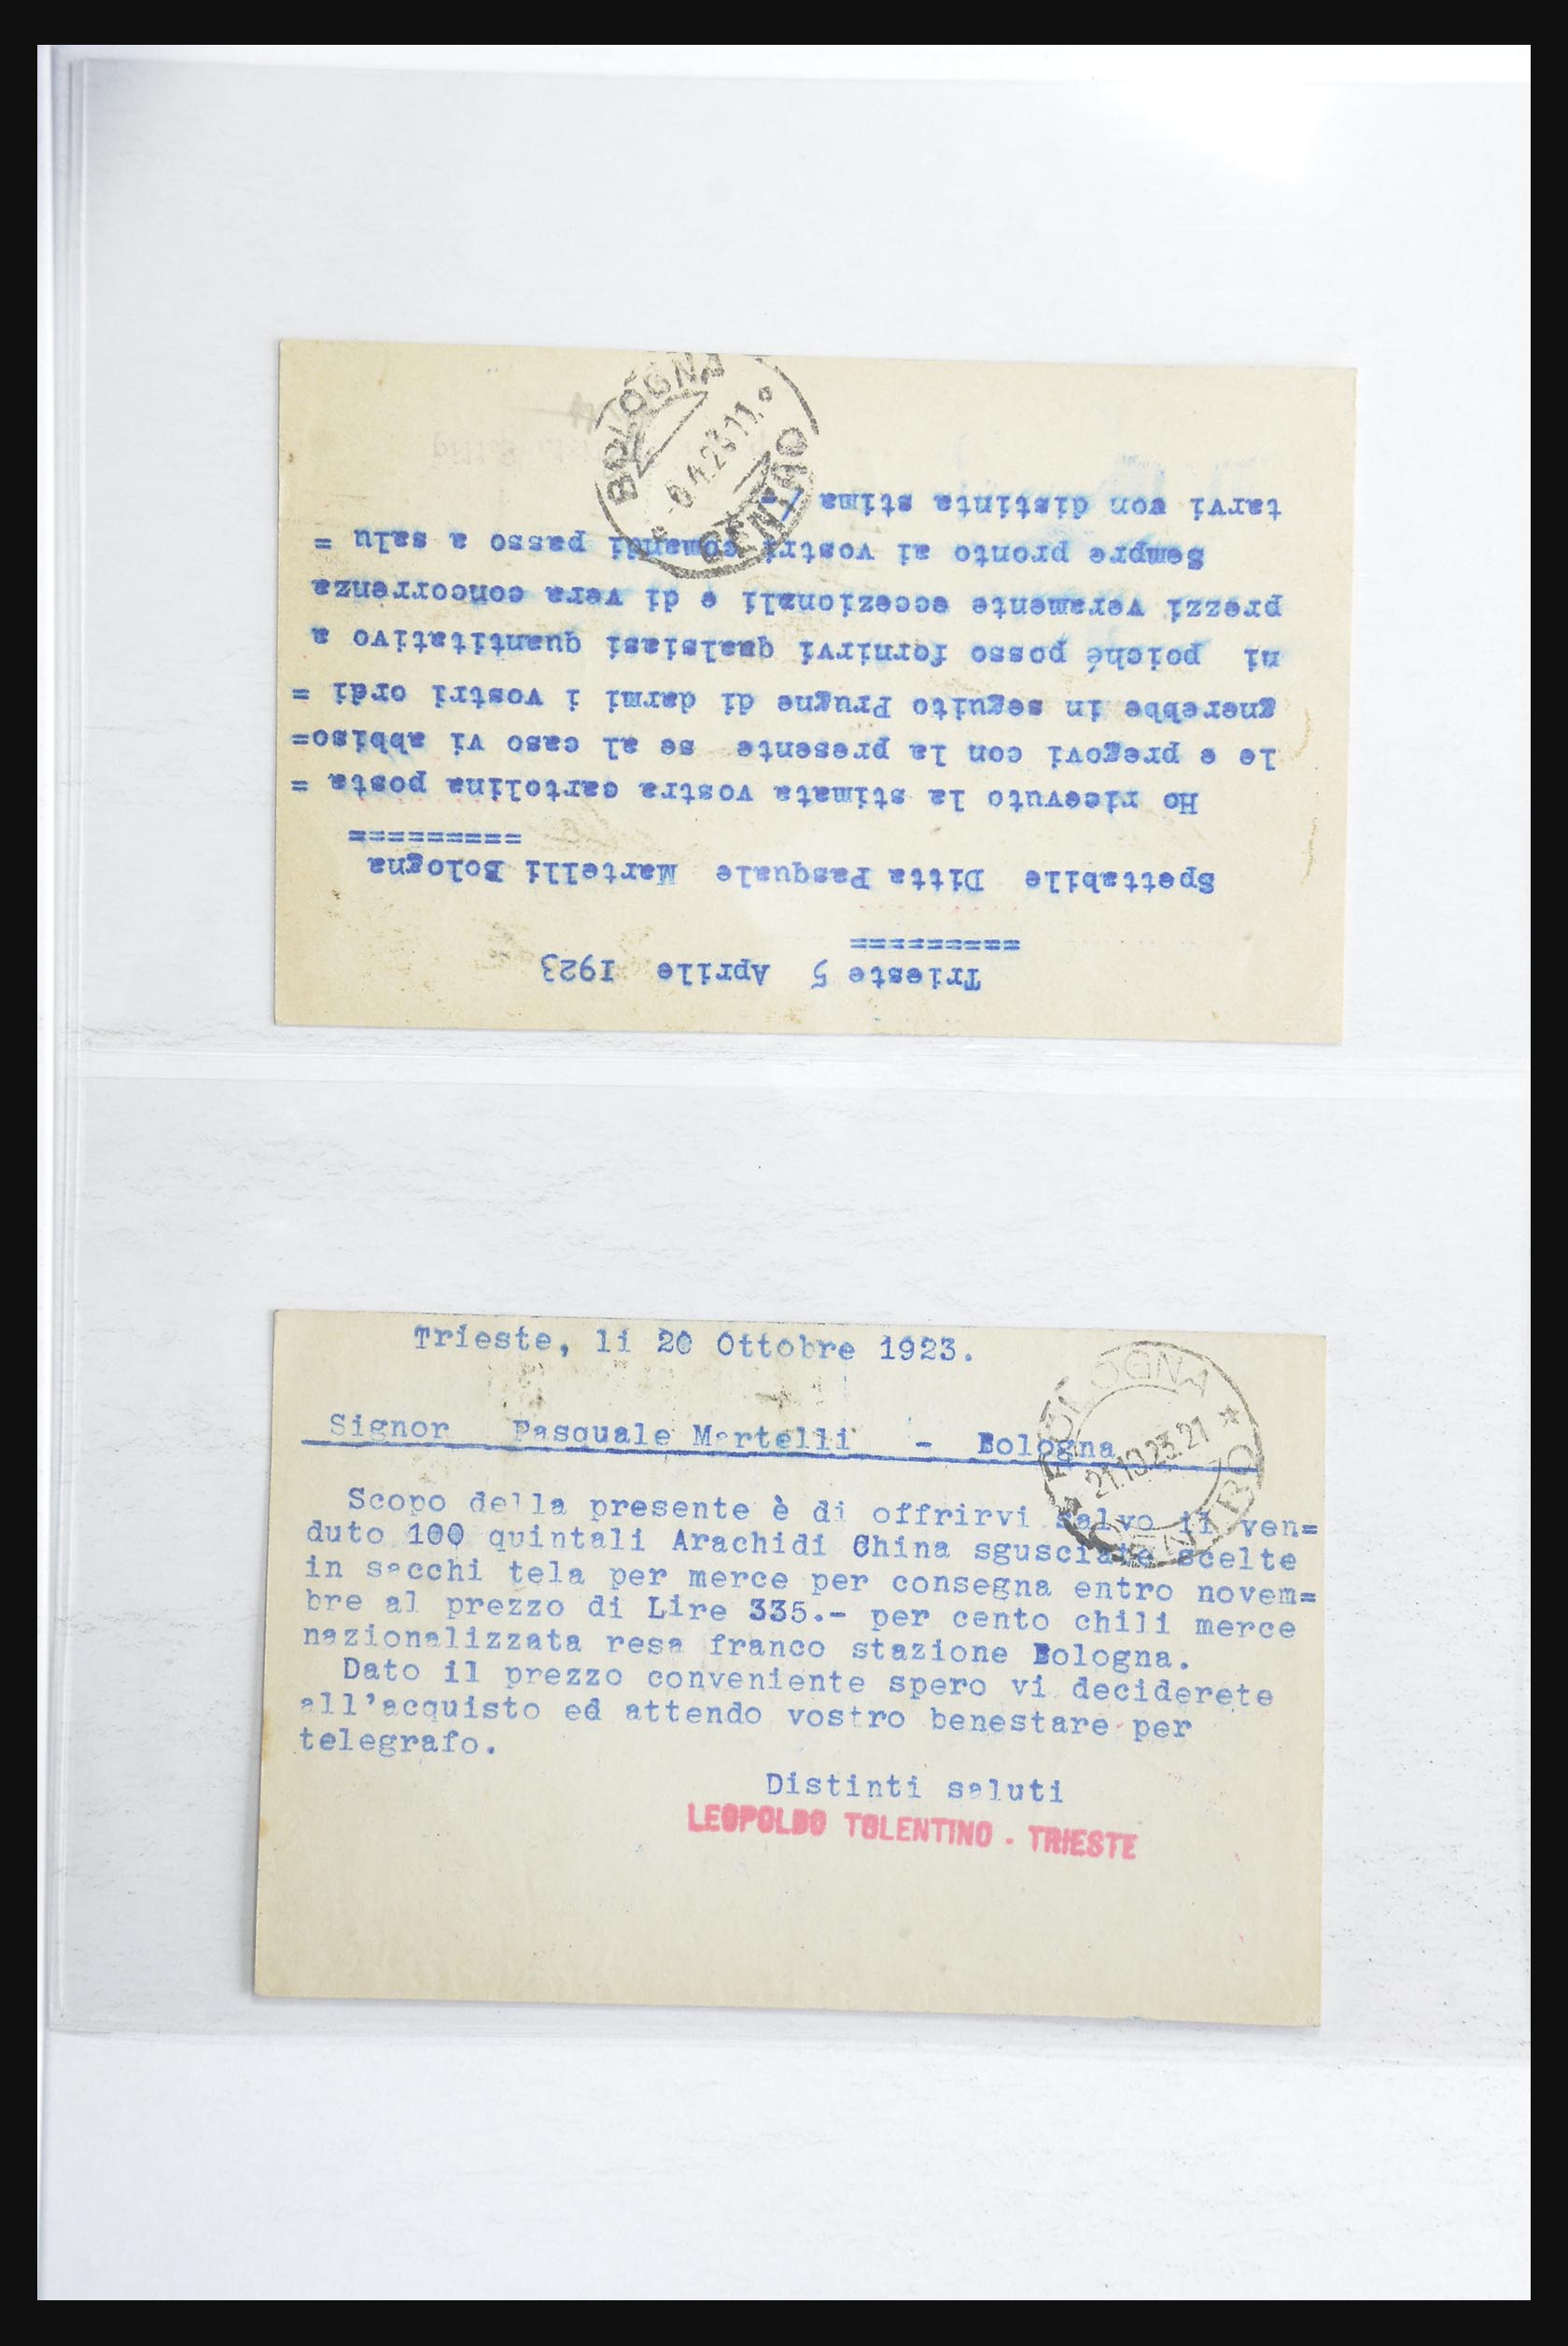 Trieste 5 Aprile 1923
==========
Spettabile Ditta Pasquale Martelli Bologna
==========
Ho ricevuto la stimata vostra cartolina posta =
le e pregovi con la presente se al caso vi abbiso=
gnerebbe in seguito Prugne di darmi i vostri ordi =
ni poiché posso fornirvi qualsiasi quantitativo a
prezzi veramente eccezionali e di vera concorrenza
Sempre pronto ai vostri comandi passo a salu =
tarvi con distinta stima /-
BOLOGNA
CENTRO
Trieste, li 20 Ottobre 1923.
Signor Pasquale Martelli - Bologna
Scopo della presente è di offrirvi salvo il ven=
duto 100 quintali Arachidi China sgusciate scelte
in sacchi tela per merce per consegna entro novem=
bre al prezzo di Lire 335.- per cento chili merce
nazionalizzata resa franco stazione Bologna.
Dato il prezzo conveniente spero vi deciderete
all'acquisto ed attendo vostro benestare per
telegrafo.
Distinti saluti
LEOPOLDO TOLENTINO - TRIESTE
21.10.23.21